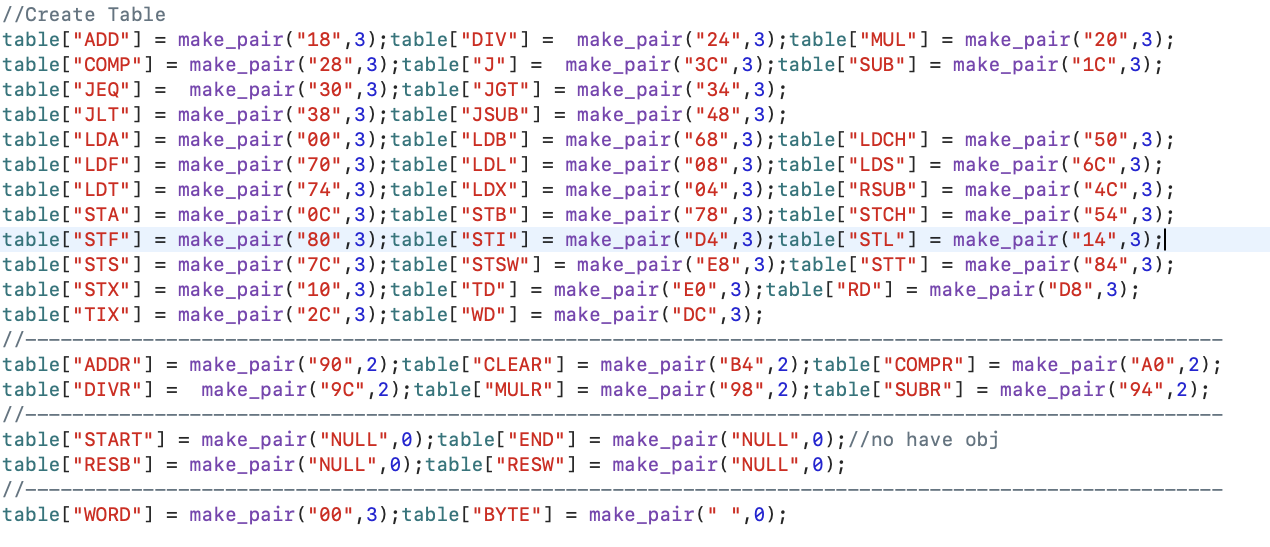 //Create Table
table["ADD"] = make_pair("18",3);table["DIV"] =  make_pair("24",3);table["MUL"] = make_pair("20",3);
table["COMP"] = make_pair("28",3);table["J"] =  make_pair("3C",3);table["SUB"] = make_pair("1C",3);
table["JEQ"] =  make_pair("30",3);table["JGT"] = make_pair("34",3);
table["JLT"] = make_pair("38",3);table["JSUB"] = make_pair("48",3);
table["LDA"] = make_pair("00",3);table["LDB"] = make_pair("68",3);table["LDCH"] = make_pair("50",3);
table["LDF"] = make_pair("70",3);table["LDL"] = make_pair("08",3);table["LDS"] = make_pair("6C",3);
table["LDT"] = make_pair("74",3);table["LDX"] = make_pair("04",3);table["RSUB"] = make_pair("4C",3);
table["STA"] = make_pair("0C",3);table["STB"] = make_pair("78",3);table["STCH"] = make_pair("54",3);
table["STF"] = make_pair("80",3);table["STI"] = make_pair("D4",3);table["STL"] = make_pair("14",3);
table["STS"] = make_pair("7C",3);table["STSW"] = make_pair("E8",3);table["STT"] = make_pair("84",3);
table["STX"] = make_pair("10",3);table["TD"] = make_pair("E0",3);table["RD"] = make_pair("D8",3);
table["TIX"] = make_pair("2C",3);table["WD"] = make_pair("DC",3);
//------------------------------------------------------------------------------------------------------
table["ADDR"] = make_pair("90",2);table["CLEAR"] = make_pair("B4",2);table["COMPR"] = make_pair("A0",2);
table["DIVR"] =  make_pair("9C",2);table["MULR"] = make_pair("98",2);table["SUBR"] = make_pair("94",2);
//------------------------------------------------------------------------------------------------------
table["START"] = make_pair("NULL",0);table["END"] = make_pair("NULL",0);//no have obj
table["RESB"] = make_pair("NULL",0);table["RESW"] = make_pair("NULL",0);
//------------------------------------------------------------------------------------------------------
table["WORD"] = make_pair("00",3);table["BYTE"] = make_pair(" ",0);